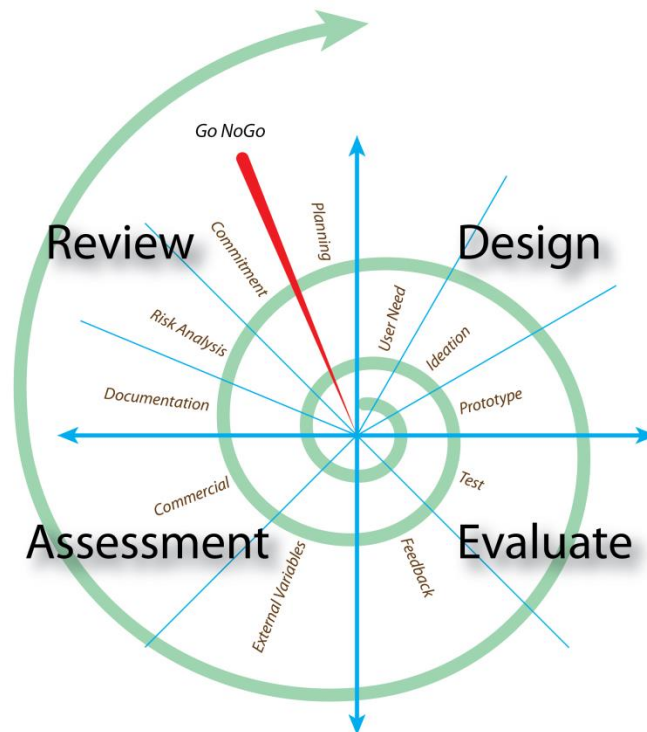 Go NoGo
Planning
Review
Commitment
Design
User Need
Risk Analysis
Ideation
Documentation
Prototype
Commercial
Test
Assessment
Evaluate
External Variables
Feedback